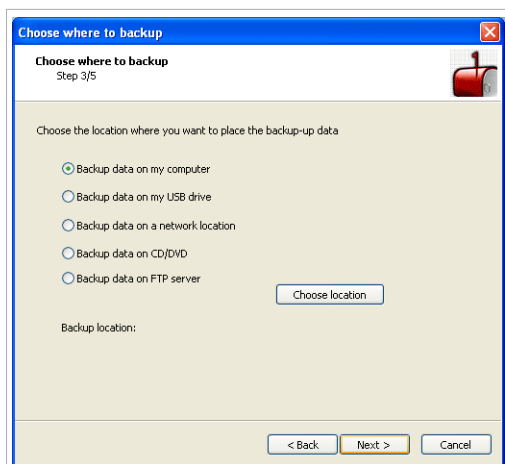 Choose where to backup
Choose where to backup
Step 3/5
Choose the location where you want to place the backup-up data
Backup data on my computer
Backup data on my USB drive
Backup data on a network location
Backup data on CD/DVD
Backup data on FTP server
Choose location
Backup location:
< Back Next > Cancel